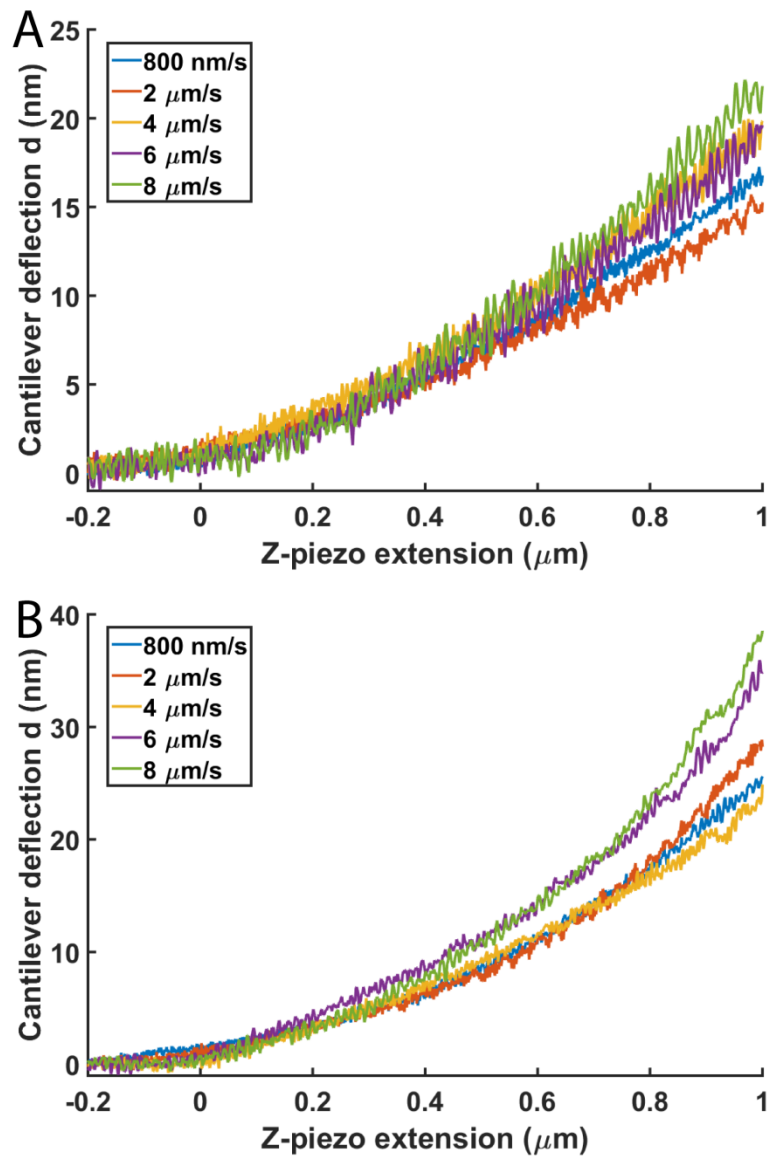 A
25
20
15
10
5
0
Cantilever deflection d (nm)
800 nm/s
2 μm/s
4 μm/s
6 μm/s
8 μm/s
-0.2 0 0.2 0.4 0.6 0.8 1
Z-piezo extension (μm)
B
40
30
20
10
0
Cantilever deflection d (nm)
800 nm/s
2 μm/s
4 μm/s
6 μm/s
8 μm/s
-0.2 0 0.2 0.4 0.6 0.8 1
Z-piezo extension (μm)